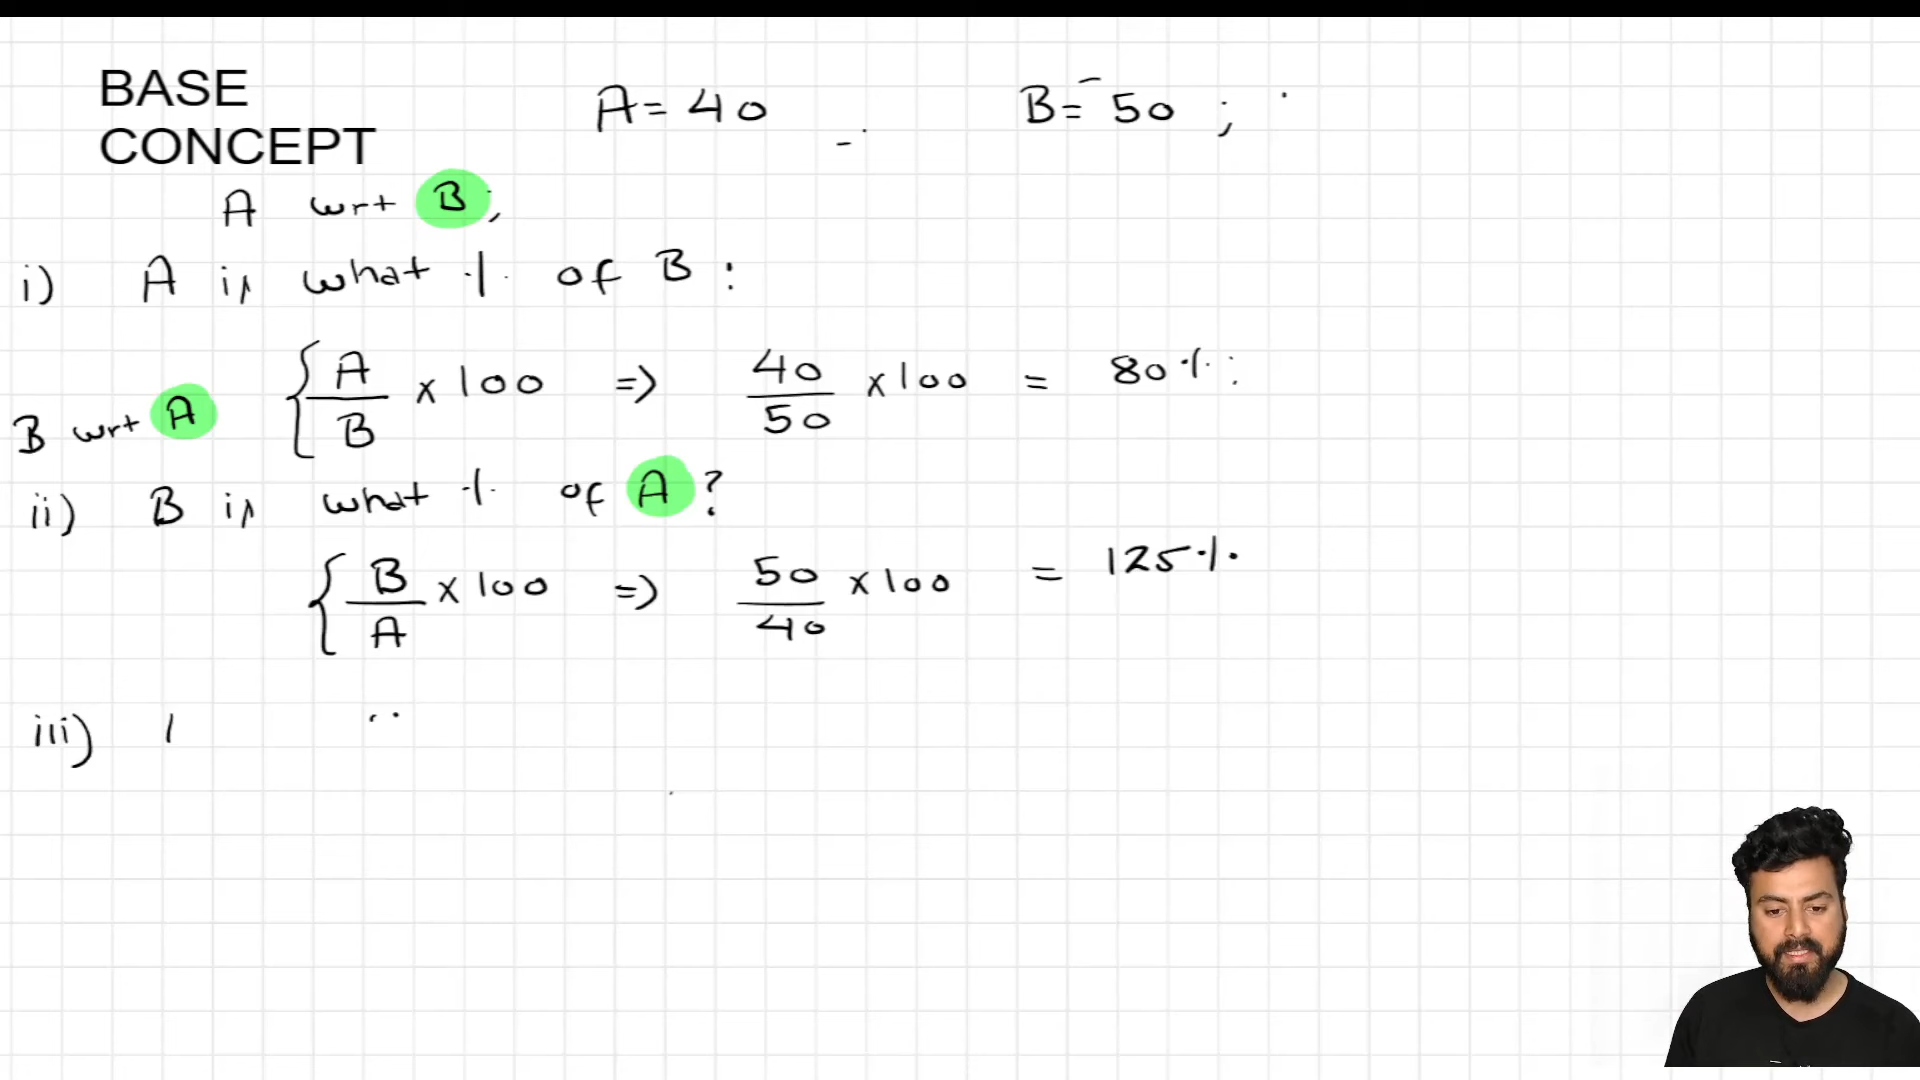 BASE
CONCEPT
A = 40 B = 50 ;
A wrt B ;
i) A is what % of B :
{ A/B x 100 => 40/50 x 100 = 80% :
B wrt A
ii) B is what % of A ?
{ B/A x 100 => 50/40 x 100 = 125%
iii)